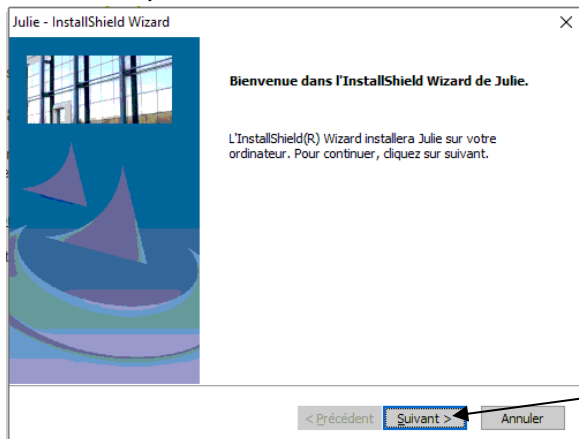 Julie - InstallShield Wizard
Bienvenue dans l'InstallShield Wizard de Julie.
L'InstallShield(R) Wizard installera Julie sur votre
ordinateur. Pour continuer, cliquez sur suivant.
< Précédent Suivant > Annuler